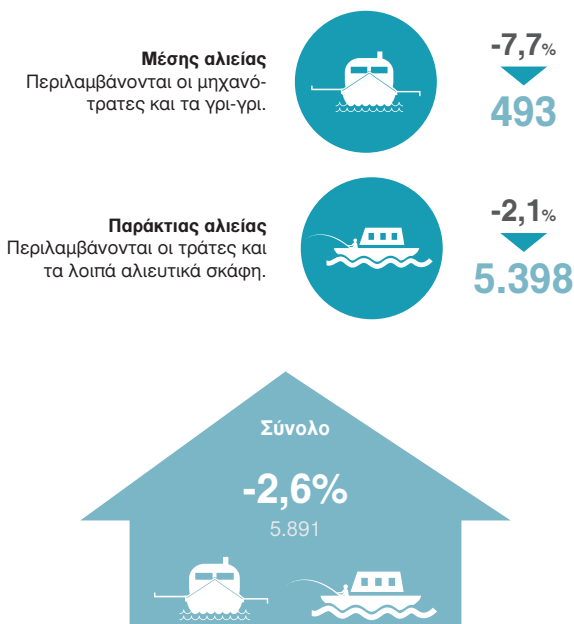 Μέσης αλιείας
Περιλαμβάνονται οι μηχανό-
τρατες και τα γρι-γρι.
-7,7%
493
Παράκτιας αλιείας
Περιλαμβάνονται οι τράτες και
τα λοιπά αλιευτικά σκάφη.
-2,1%
5.398
Σύνολο
-2,6%
5.891